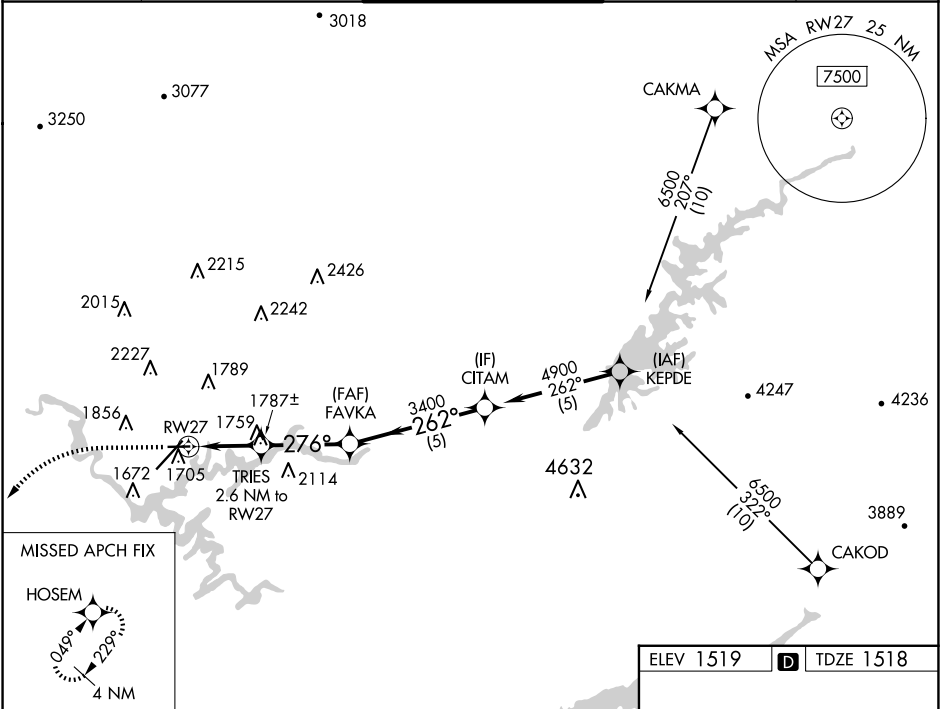 3018
MSA RW27 25 NM
7500
3077
3250
CAKMA
6500
207°
(10)
2215
2426
2015
2242
2227
1789
(IF)
CITAM
4900
262°
(5)
(IAF)
KEPDE
1787±
(FAF)
FAVKA
3400
262°
(5)
4247
4236
1856
RW27
1759
276°
1672
1705
TRIES
2.6 NM to
RW27
2114
4632
6500
322°
(10)
3889
CAKOD
MISSED APCH FIX
HOSEM
049°
229°
4 NM
ELEV 1519 D TDZE 1518